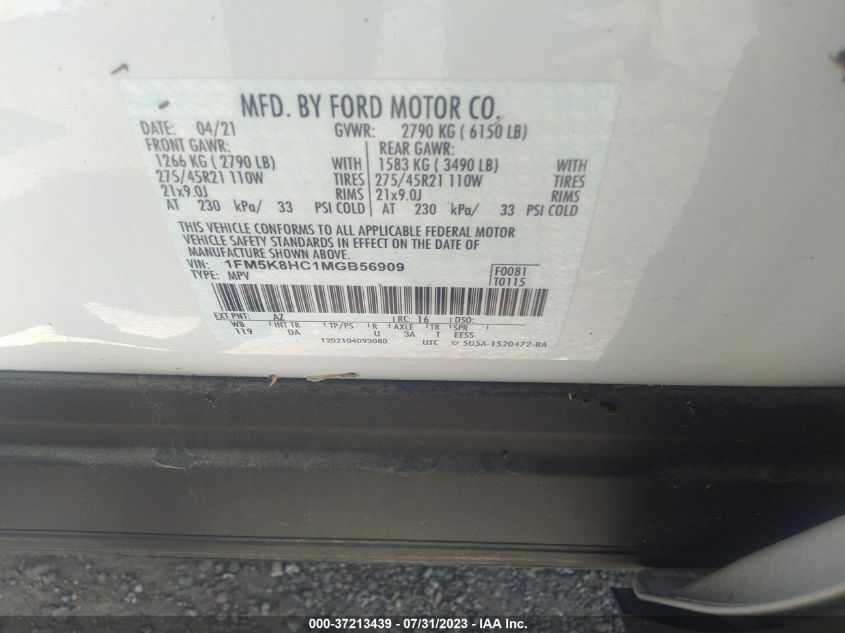 MFD. BY FORD MOTOR CO.
DATE: 04/21 GVWR: 2790 KG ( 6150 LB)
FRONT GAWR: REAR GAWR:
1266 KG ( 2790 LB) WITH 1583 KG ( 3490 LB) WITH
275/45R21 110W TIRES 275/45R21 110W TIRES
21x9.0J RIMS 21x9.0J RIMS
AT 230 kPa/ 33 PSI COLD AT 230 kPa/ 33 PSI COLD
THIS VEHICLE CONFORMS TO ALL APPLICABLE FEDERAL MOTOR
VEHICLE SAFETY STANDARDS IN EFFECT ON THE DATE OF
MANUFACTURE SHOWN ABOVE.
VIN: 1FM5K8HC1MGB56909 F0081
TYPE: MPV T0115
EXT PNT: AZ RC: 16 DSO:
WB INT TR TP/PS R AXLE TR SPR
119 DA U 3A T EESS
1202104093080 UTC 5U5A-1520472-BA
000-37213439 - 07/31/2023 - IAA Inc.